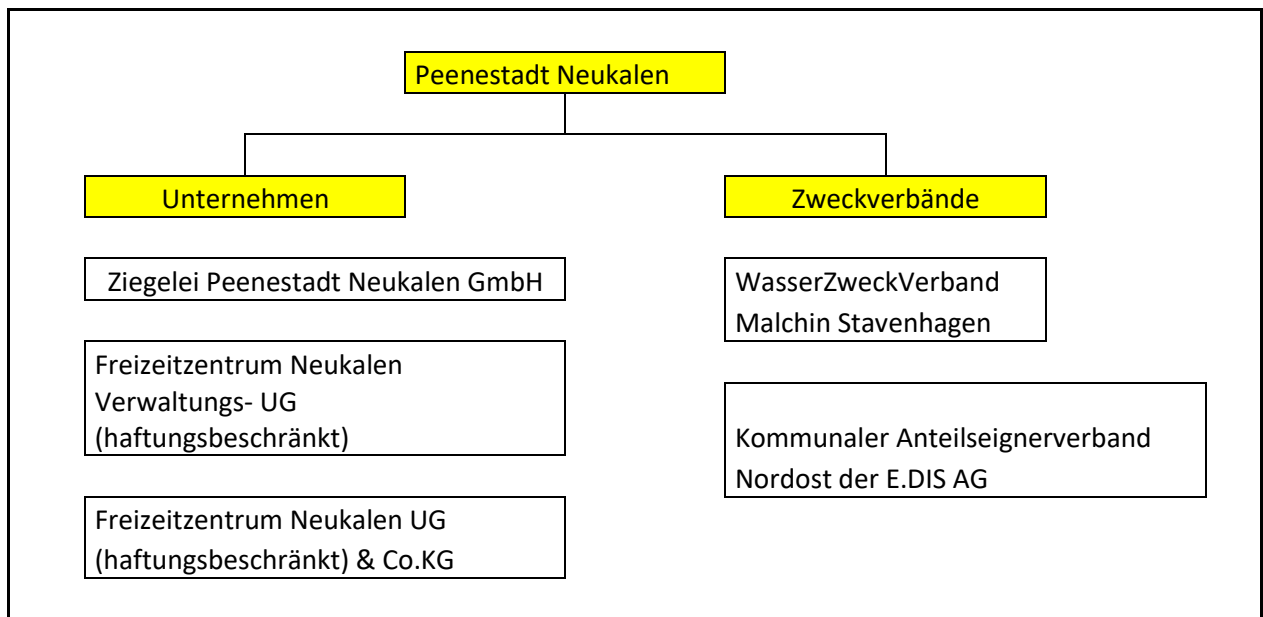 Peenestadt Neukalen
Unternehmen
Ziegelei Peenestadt Neukalen GmbH
Freizeitzentrum Neukalen
Verwaltungs- UG
(haftungsbeschränkt)
Freizeitzentrum Neukalen UG
(haftungsbeschränkt) & Co.KG
Zweckverbände
WasserZweckVerband
Malchin Stavenhagen
Kommunaler Anteilseignerverband
Nordost der E.DIS AG